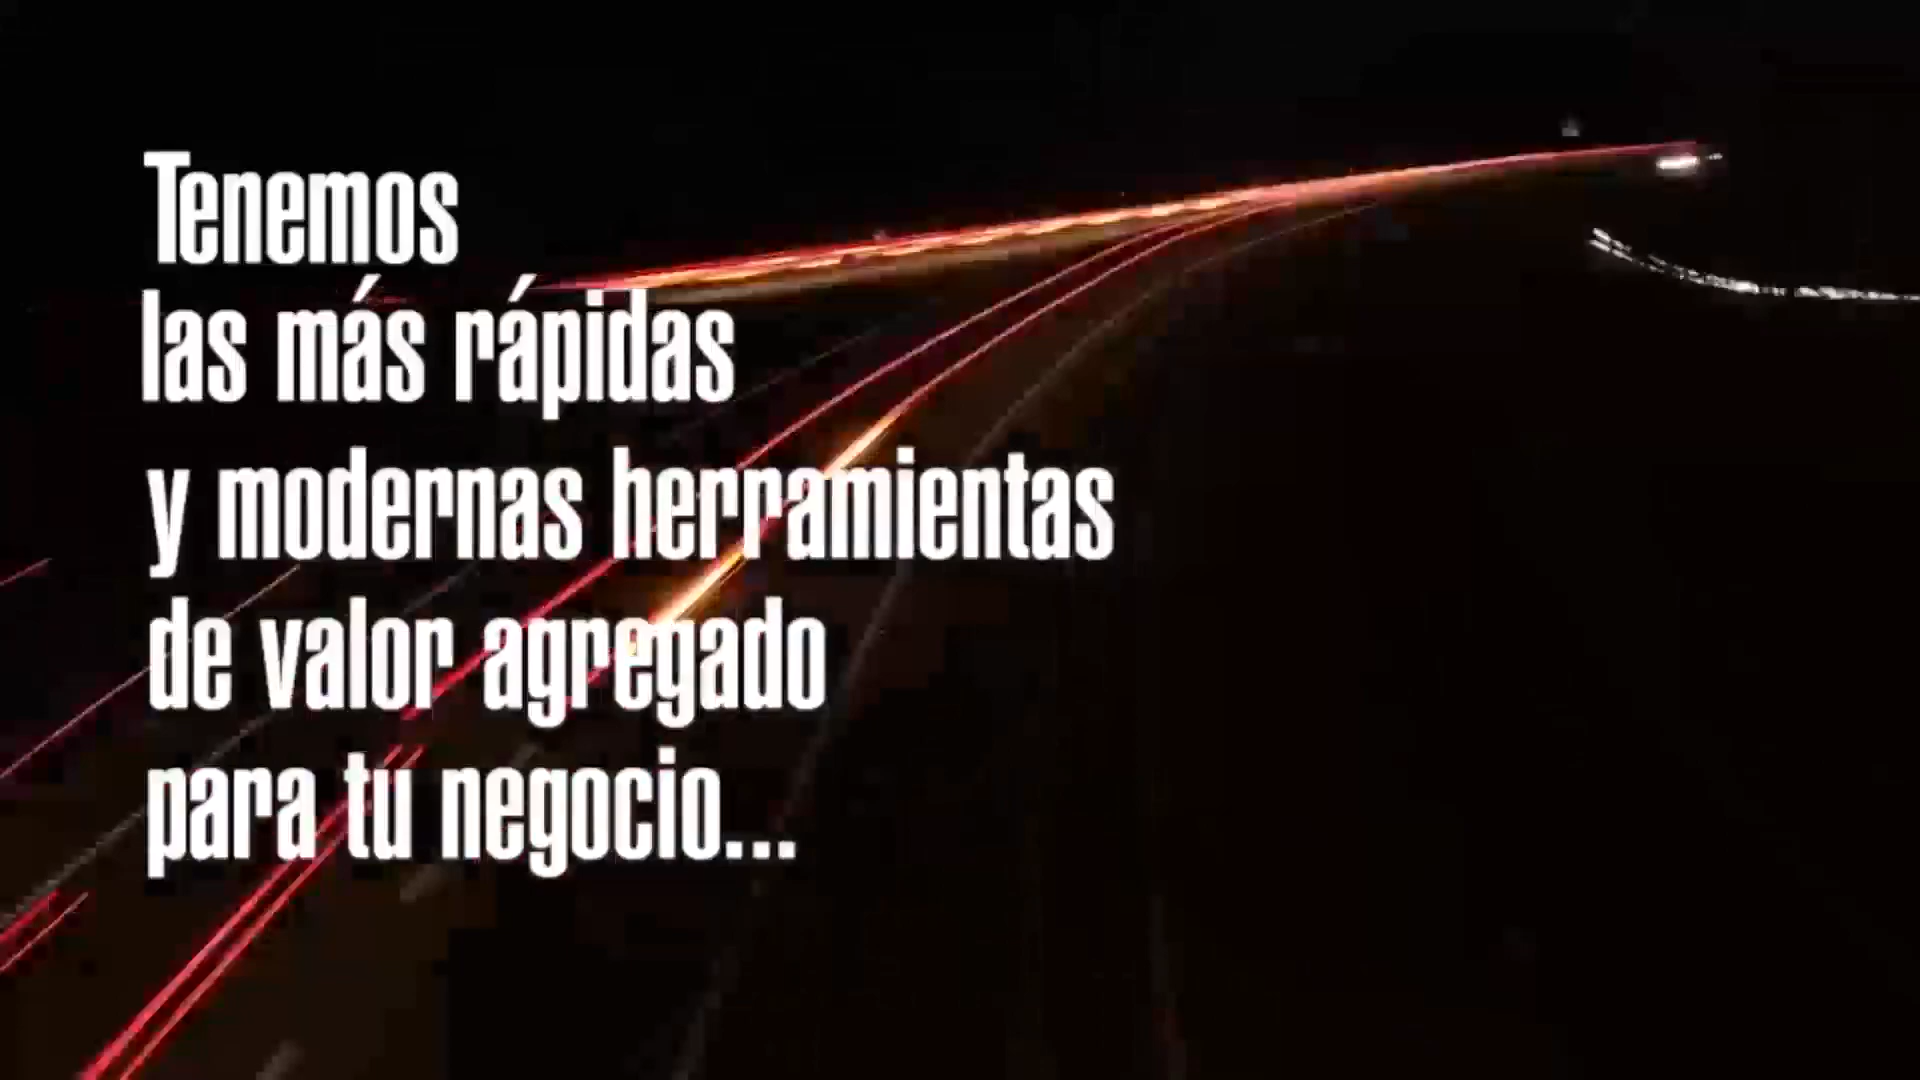 Tenemos
las más rápidas
y modernas herramientas
de valor agregado
para tu negocio...